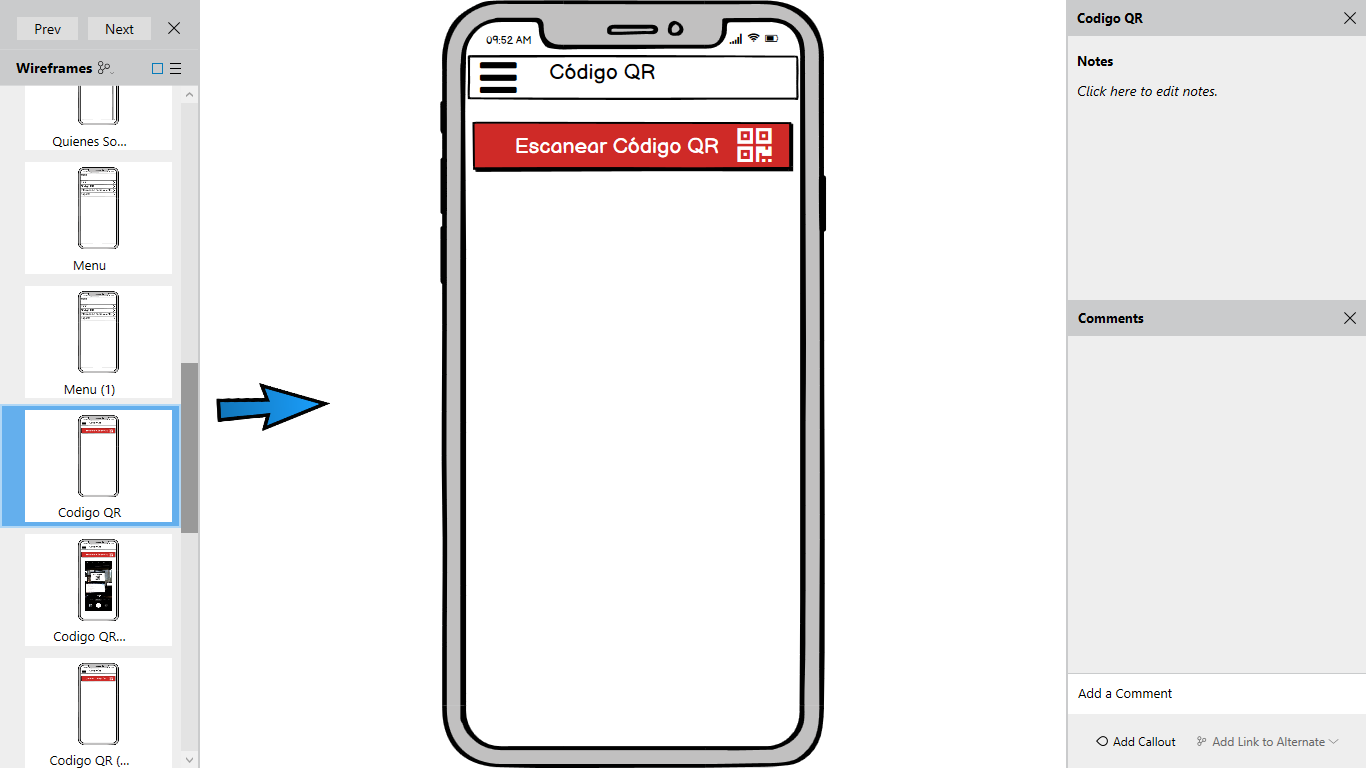 Prev
Next
Wireframes
Quienes So...
Menu
Menu (1)
Codigo QR
Codigo QR...
Codigo QR (...
09:52 AM
Código QR
Escanear Código QR
Codigo QR
Notes
Click here to edit notes.
Comments
Add a Comment
Add Callout
Add Link to Alternate